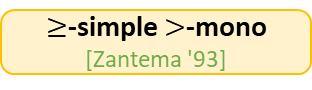 ≥-simple >-mono
[Zantema '93]